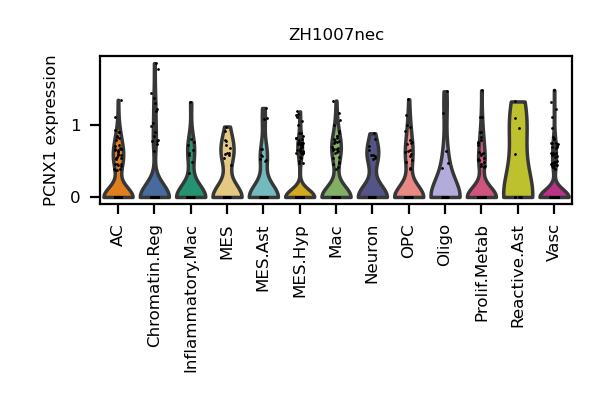 ZH1007nec
PCNX1 expression
1
0
AC
Chromatin.Reg
Inflammatory.Mac
MES
MES.Ast
MES.Hyp
Mac
Neuron
OPC
Oligo
Prolif.Metab
Reactive.Ast
Vasc